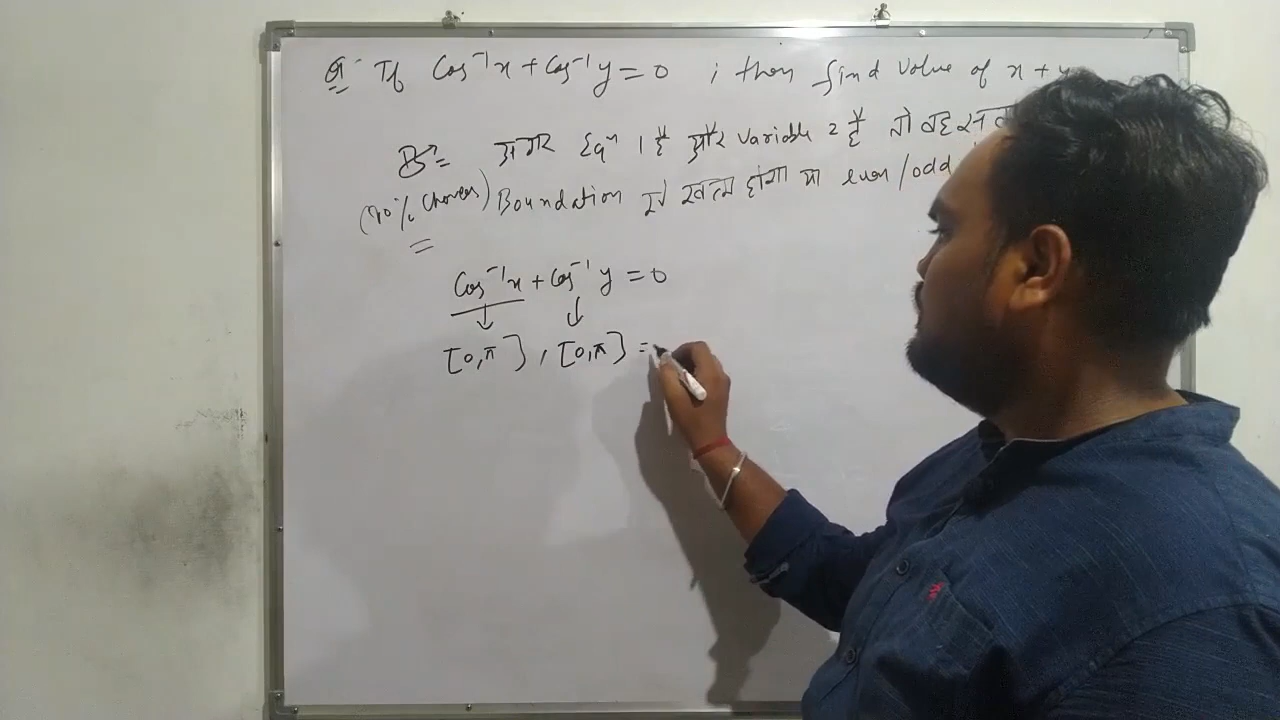 Q If Cos⁻¹x + Cos⁻¹y = 0 ; then find value of x + y
अगर Eqⁿ 1 है और variable 2 है तो वह
(90% chances) Boundation से खत्म होगा या even/odd
Cos⁻¹x + Cos⁻¹y = 0
[0,π] , [0,π] =